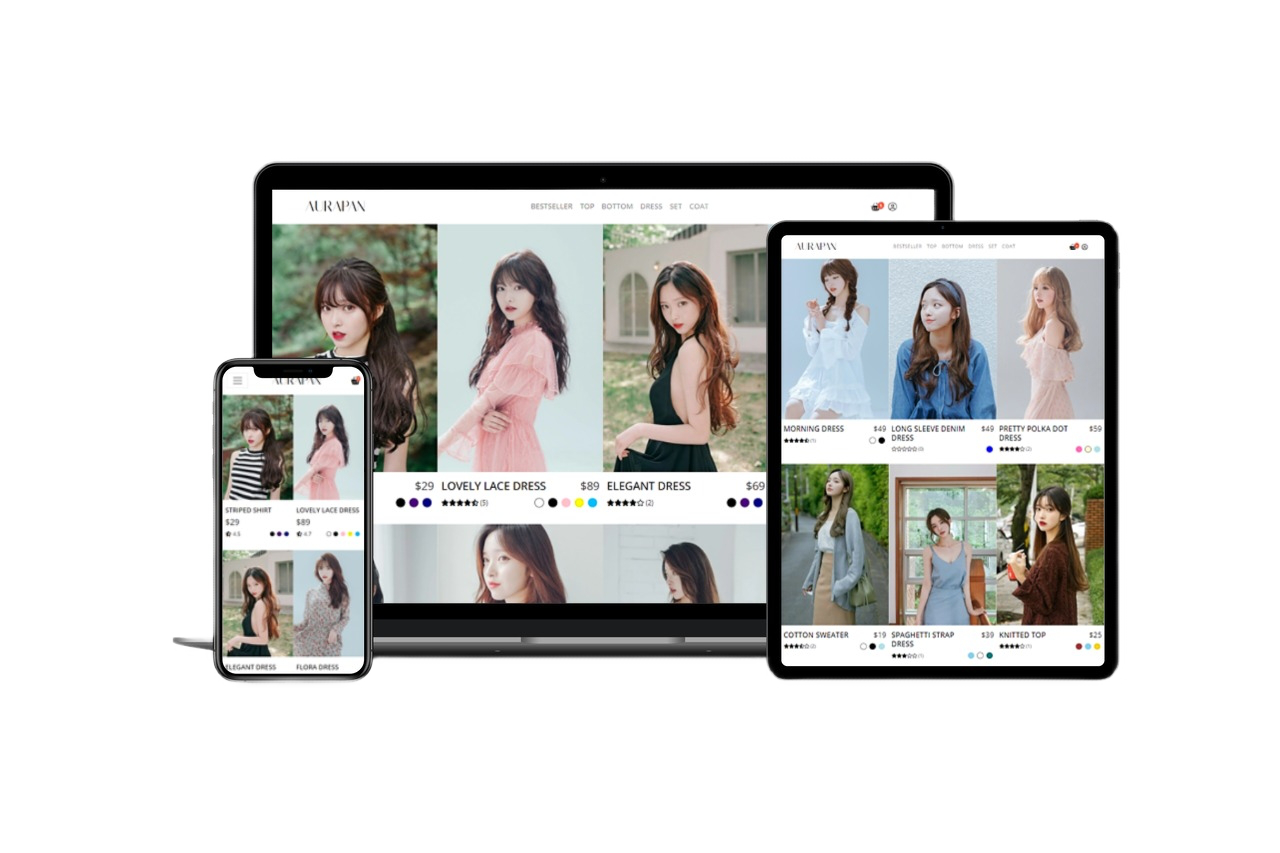 AURAPAN
BESTSELLER TOP BOTTOM DRESS SET COAT
$29
LOVELY LACE DRESS $89
(5)
ELEGANT DRESS $69
(2)
AURAPAN
STRIPED SHIRT
$29
4.5
LOVELY LACE DRESS
$89
4.7
ELEGANT DRESS
FLORA DRESS
AURAPAN
BESTSELLER TOP BOTTOM DRESS SET COAT
MORNING DRESS $49
(1)
LONG SLEEVE DENIM $49
DRESS
(0)
PRETTY POLKA DOT $59
DRESS
(2)
COTTON SWEATER $19
(2)
SPAGHETTI STRAP $39
DRESS
(1)
KNITTED TOP $25
(1)